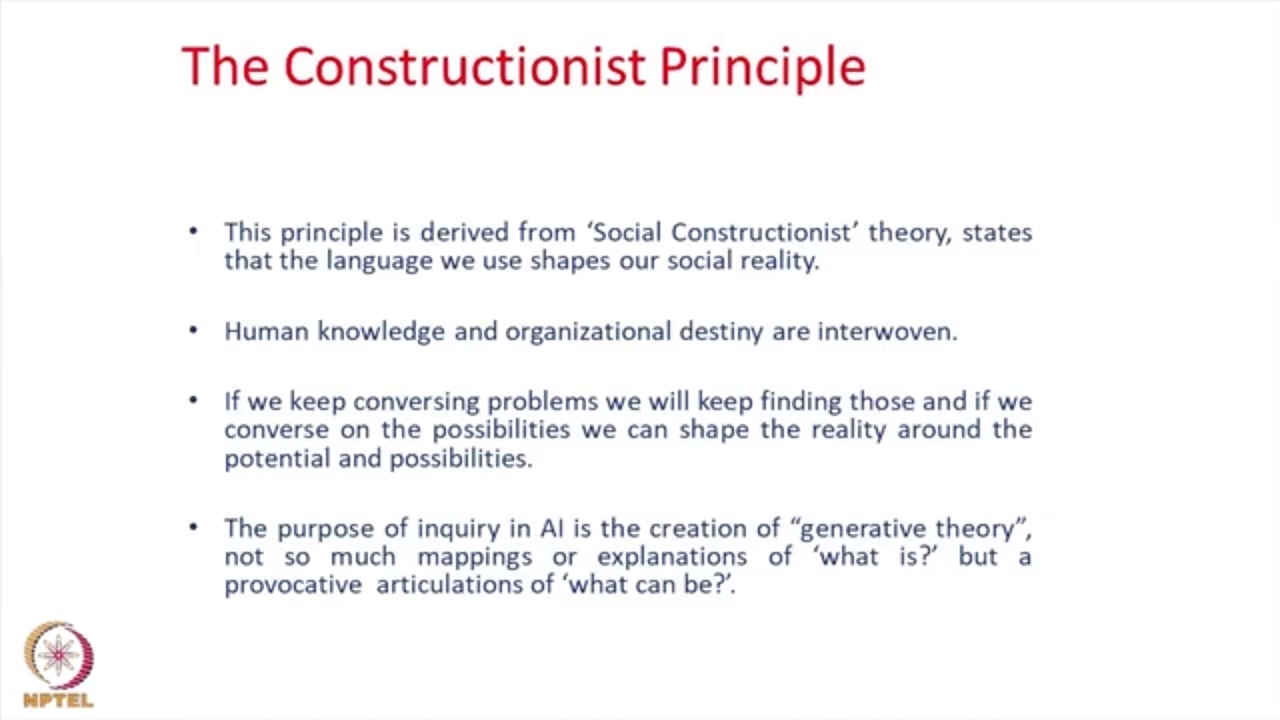 The Constructionist Principle
• This principle is derived from ‘Social Constructionist’ theory, states
that the language we use shapes our social reality.
• Human knowledge and organizational destiny are interwoven.
• If we keep conversing problems we will keep finding those and if we
converse on the possibilities we can shape the reality around the
potential and possibilities.
• The purpose of inquiry in AI is the creation of “generative theory”,
not so much mappings or explanations of ‘what is?’ but a
provocative articulations of ‘what can be?’.
NPTEL